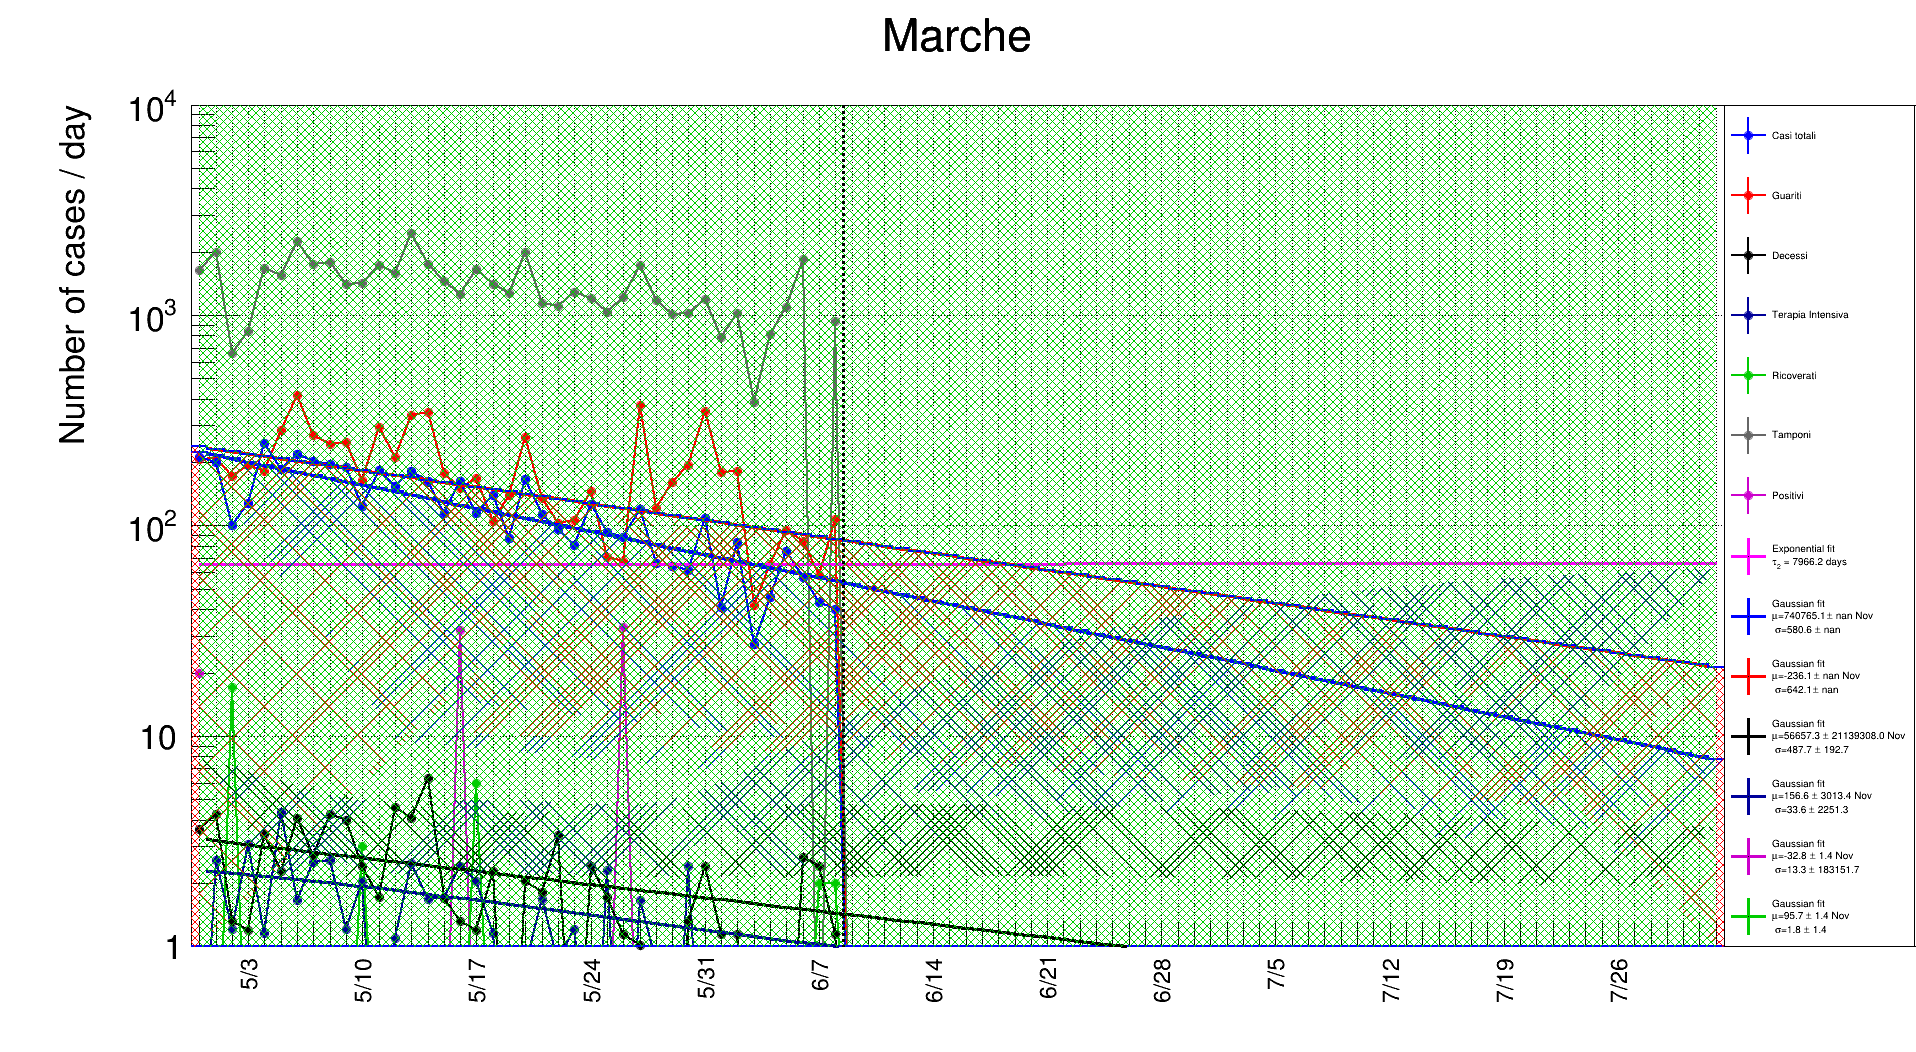 Marche
Number of cases / day
10^4
10^3
10^2
10
1
5/3
5/10
5/17
5/24
5/31
6/7
6/14
6/21
6/28
7/5
7/12
7/19
7/26
Casi totali
Guariti
Decessi
Terapia Intensiva
Ricoverati
Tamponi
Positivi
Exponential fit
τ₂ = 7966.2 days
Gaussian fit
μ=740765.1± nan Nov
σ=580.6 ± nan
Gaussian fit
μ=-236.1± nan Nov
σ=642.1± nan
Gaussian fit
μ=56657.3 ± 21139308.0 Nov
σ=487.7 ± 192.7
Gaussian fit
μ=156.6 ± 3013.4 Nov
σ=33.6 ± 2251.3
Gaussian fit
μ=-32.8 ± 1.4 Nov
σ=13.3 ± 183151.7
Gaussian fit
μ=95.7 ± 1.4 Nov
σ=1.8 ± 1.4